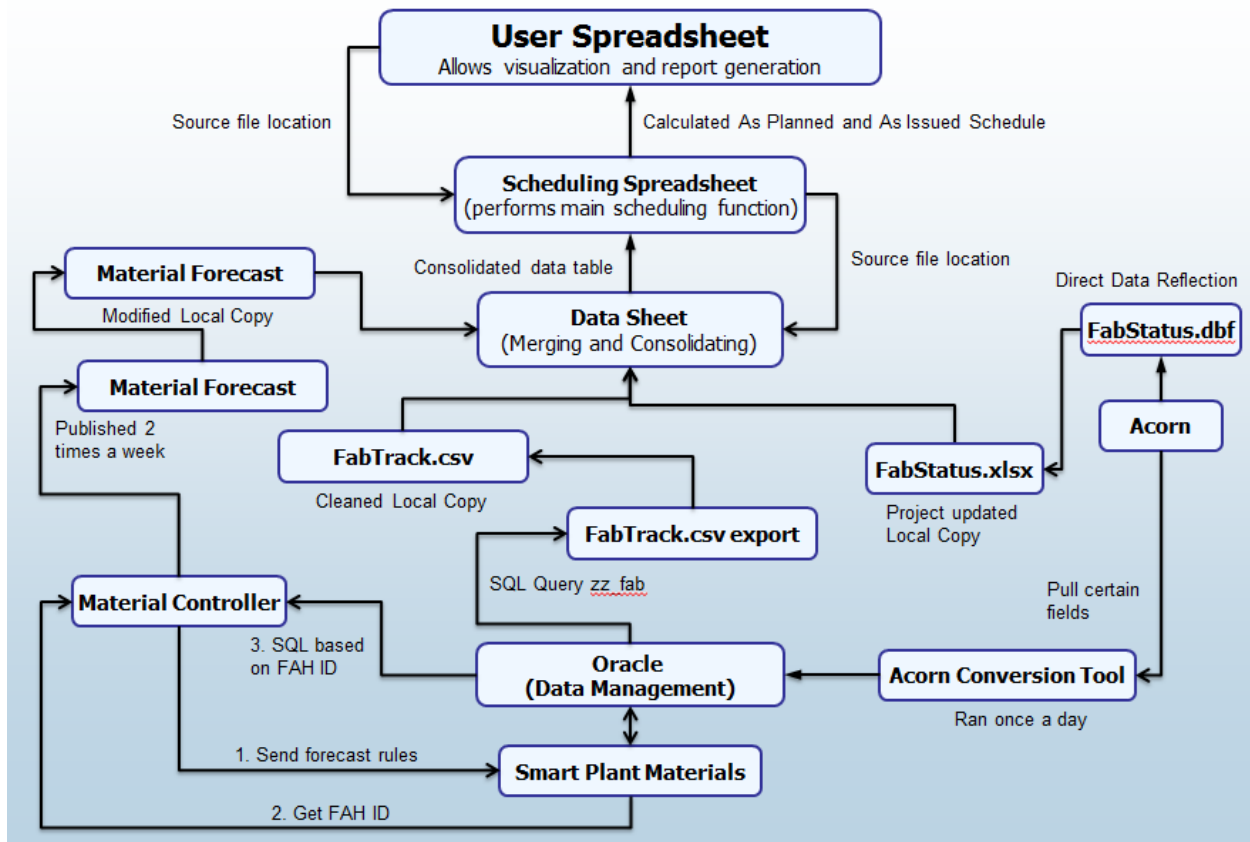 User Spreadsheet
Allows visualization and report generation
Source file location
Calculated As Planned and As Issued Schedule
Scheduling Spreadsheet
(performs main scheduling function)
Material Forecast
Consolidated data table
Source file location
Modified Local Copy
Direct Data Reflection
Data Sheet
(Merging and Consolidating)
FabStatus.dbf
Material Forecast
Published 2
times a week
Acorn
FabTrack.csv
FabStatus.xlsx
Cleaned Local Copy
Project updated
Local Copy
FabTrack.csv export
SQL Query zz_fab
Pull certain
fields
Material Controller
3. SQL based
on FAH ID
Oracle
(Data Management)
Acorn Conversion Tool
Ran once a day
1. Send forecast rules
Smart Plant Materials
2. Get FAH ID